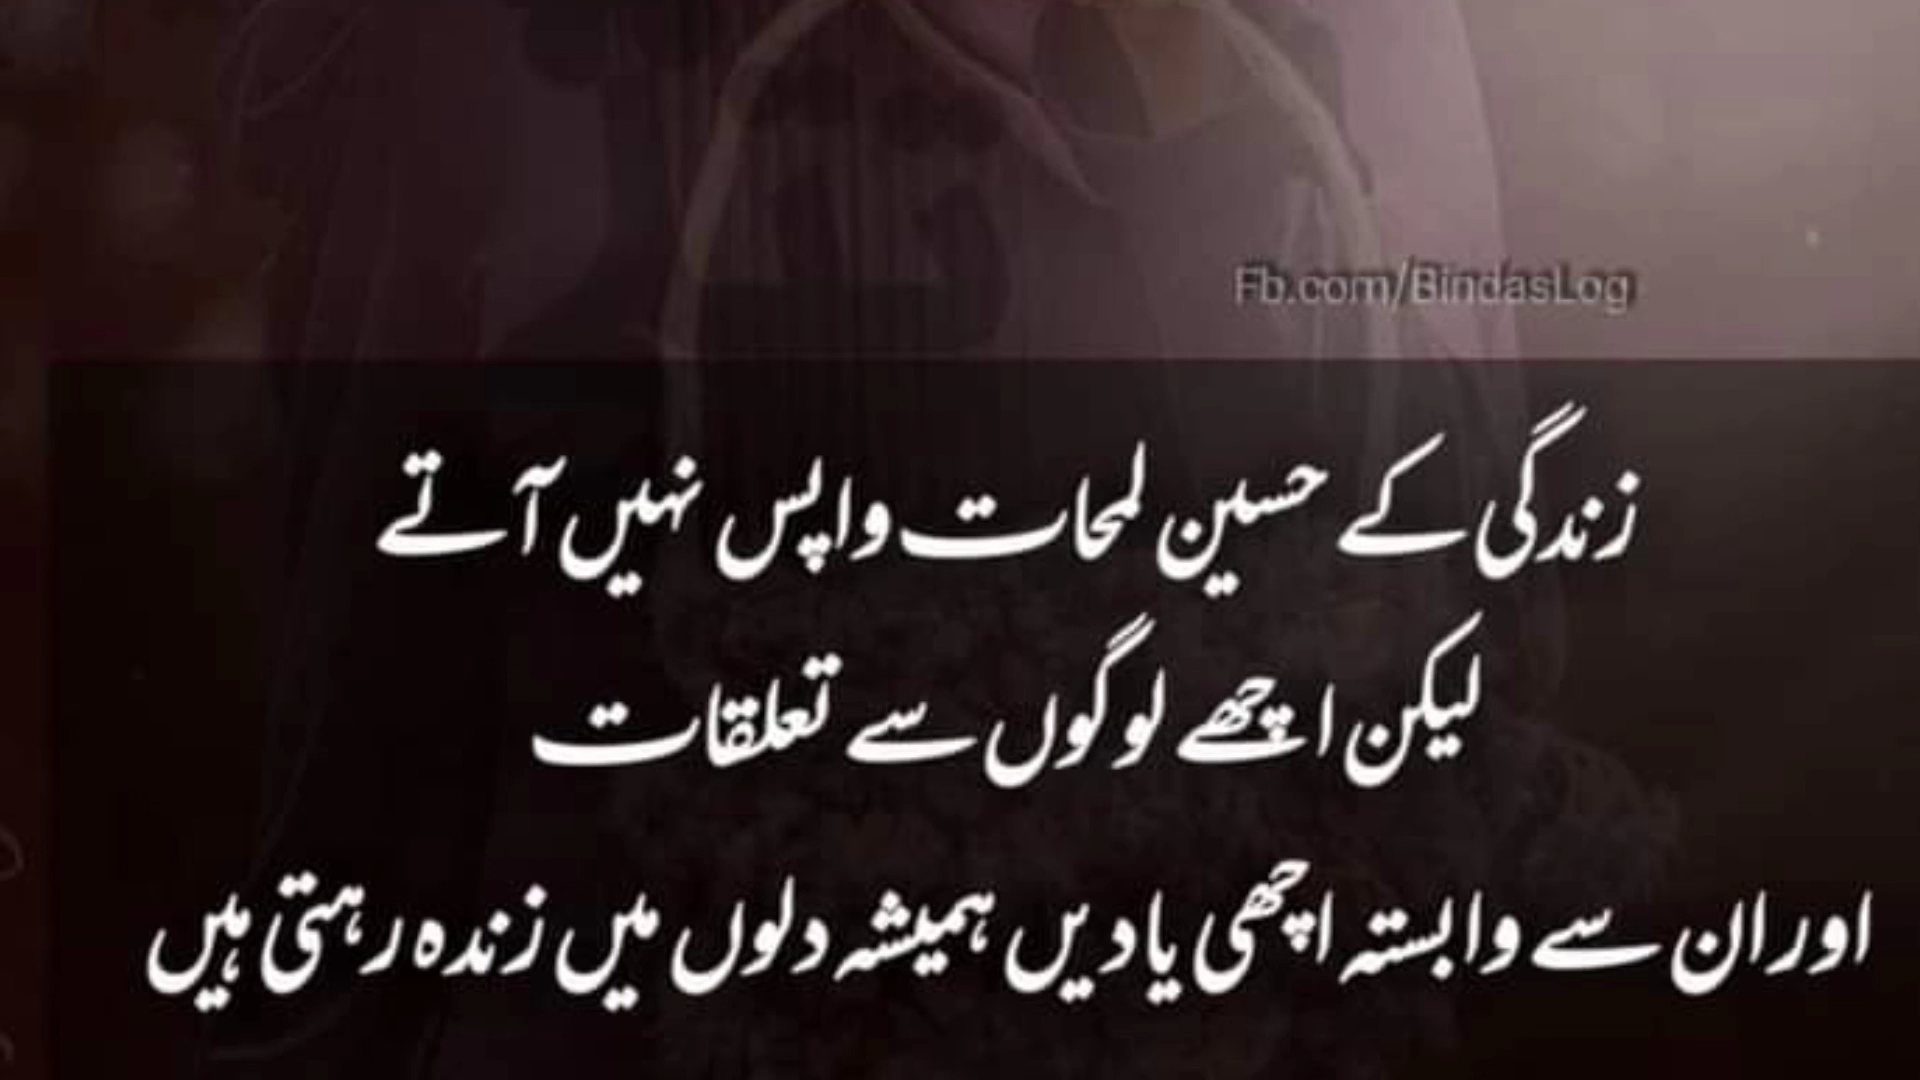 Fb.com/BindasLog
زندگی کے حسین لمحات واپس نہیں آتے
لیکن اچھے لوگوں سے تعلقات
اور ان سے وابستہ اچھی یادیں ہمیشہ دلوں میں زندہ رہتی ہیں